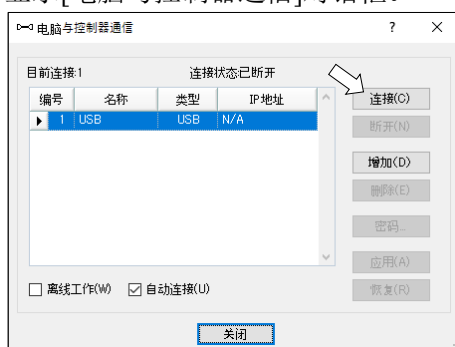 电脑与控制器通信 ? ×
目前连接:1 连接状态已断开
编号 名称 类型 IP地址
1 USB USB N/A
连接(C)
断开(N)
增加(D)
删除(E)
密码...
应用(A)
恢复(R)
离线工作(W) 自动连接(U)
关闭